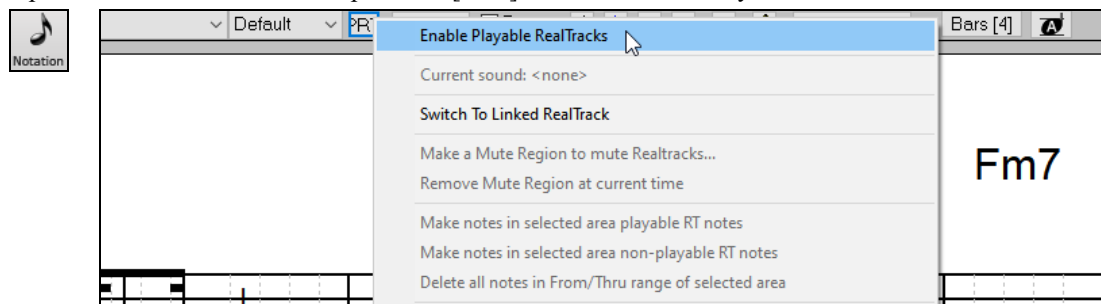 Default PRT Bars [4]
Notation
Enable Playable RealTracks
Current sound: <none>
Switch To Linked RealTrack
Make a Mute Region to mute Realtracks...
Fm7
Remove Mute Region at current time
Make notes in selected area playable RT notes
Make notes in selected area non-playable RT notes
Delete all notes in From/Thru range of selected area